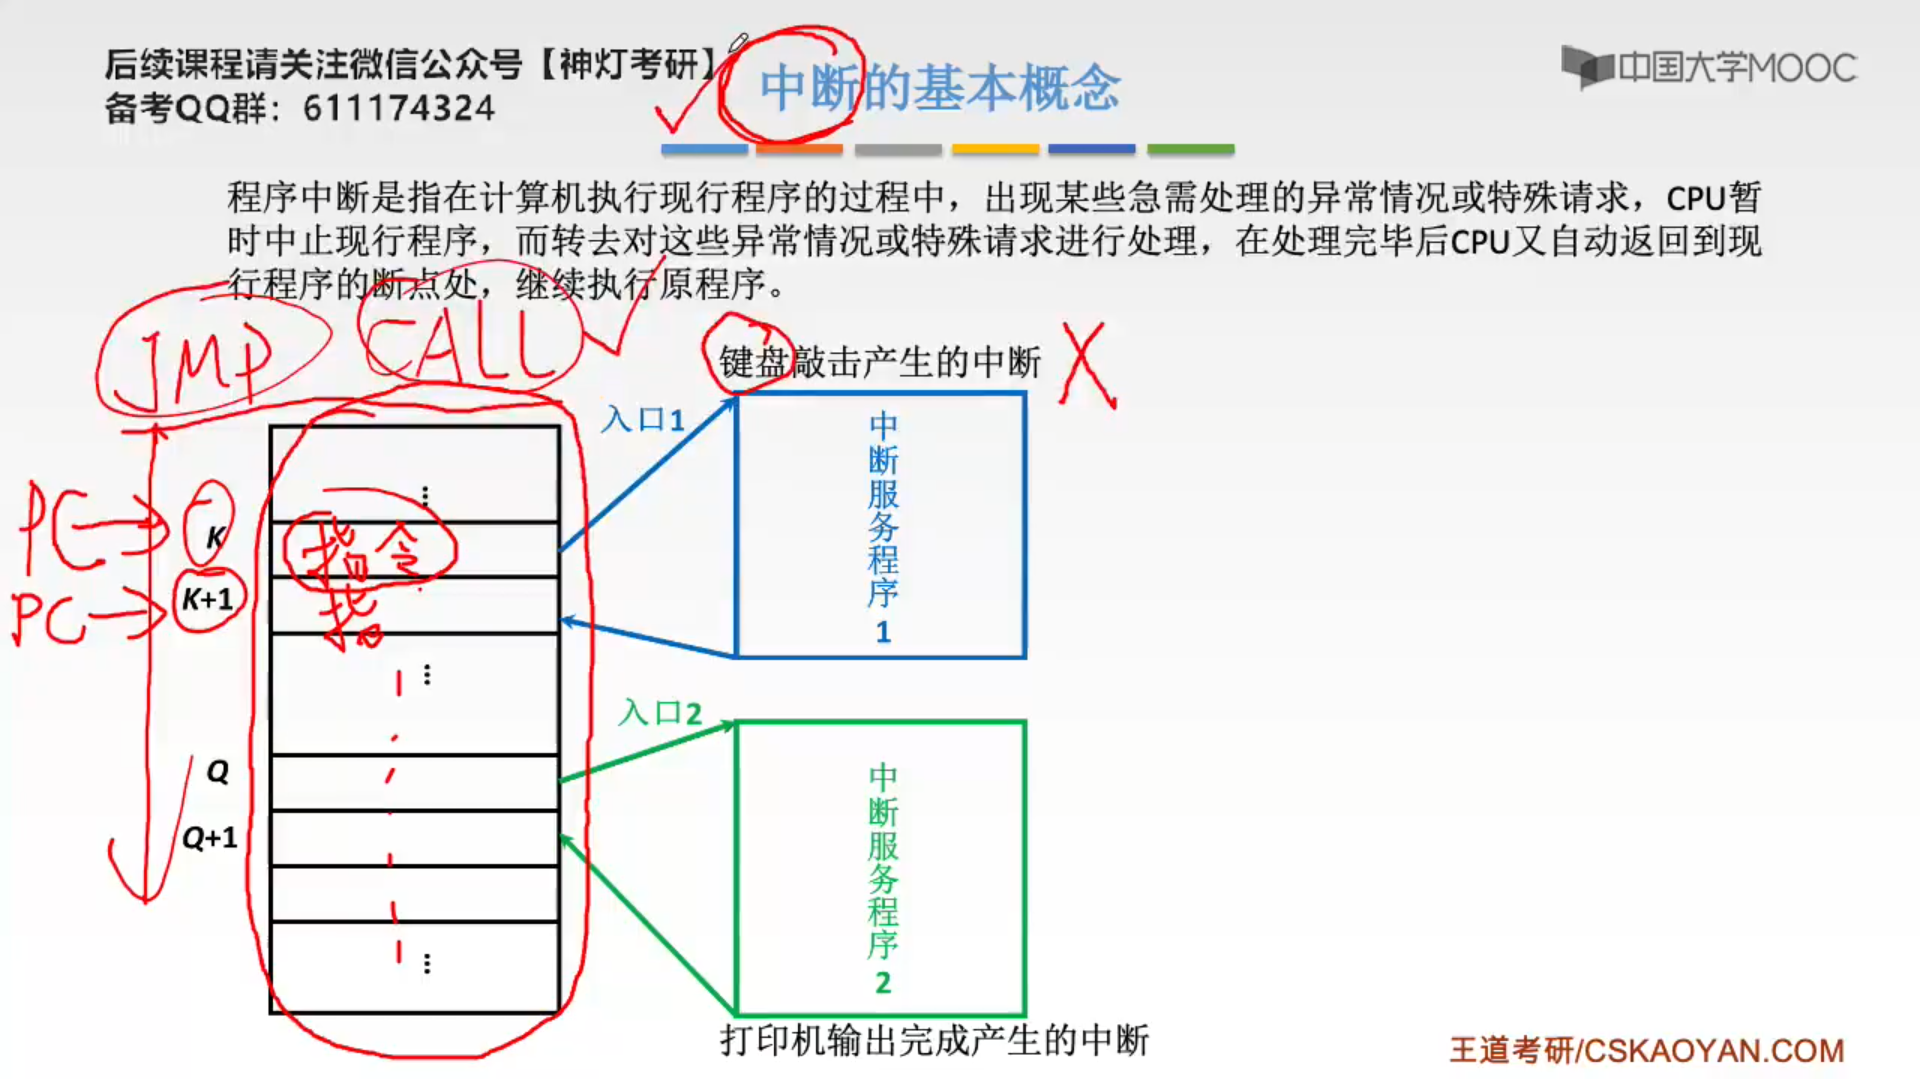 后续课程请关注微信公众号【神灯考研】
备考QQ群：611174324
中断的基本概念
中国大学MOOC
程序中断是指在计算机执行现行程序的过程中，出现某些急需处理的异常情况或特殊请求，CPU暂
时中止现行程序，而转去对这些异常情况或特殊请求进行处理，在处理完毕后CPU又自动返回到现
行程序的断点处，继续执行原程序。
JMP
CALL
键盘敲击产生的中断
入口1
中断服务程序1
⋮
PC
K
指令
PC
K+1
指
⋮
入口2
Q
中断服务程序2
Q+1
⋮
打印机输出完成产生的中断
王道考研/CSKAOYAN.COM